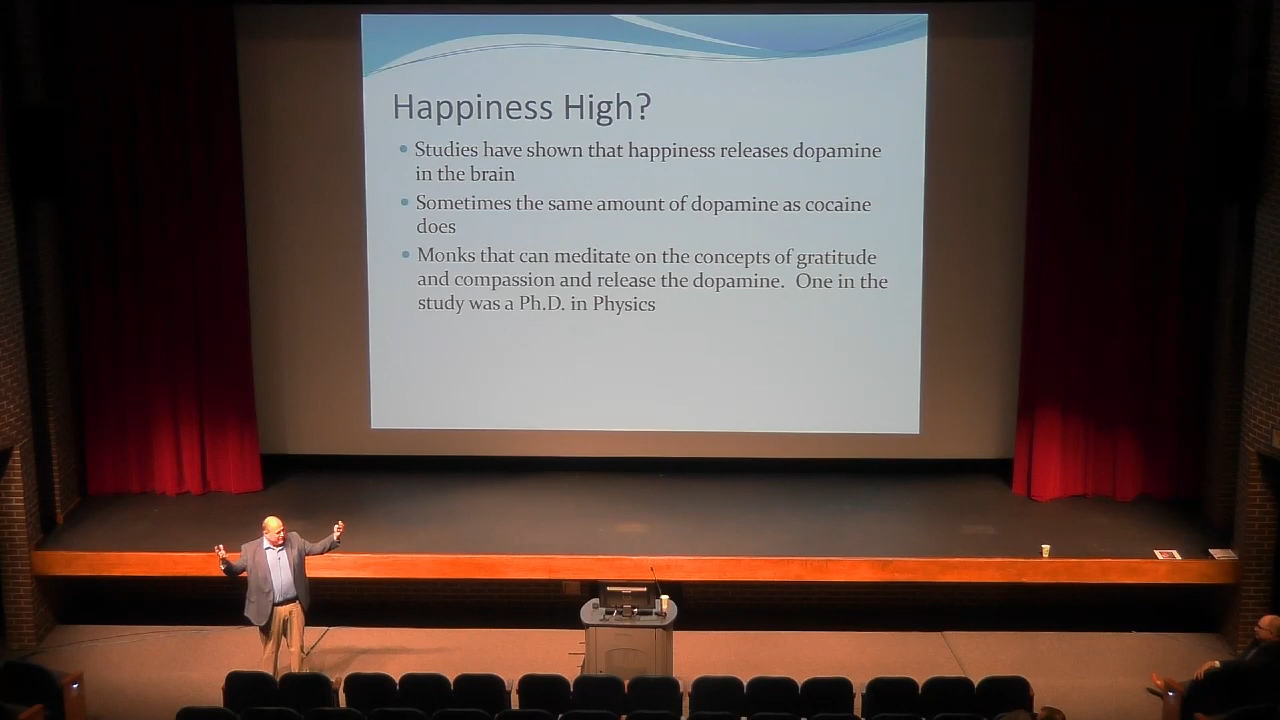 Happiness High?
Studies have shown that happiness releases dopamine
in the brain
Sometimes the same amount of dopamine as cocaine
does
Monks that can meditate on the concepts of gratitude
and compassion and release the dopamine. One in the
study was a Ph.D. in Physics